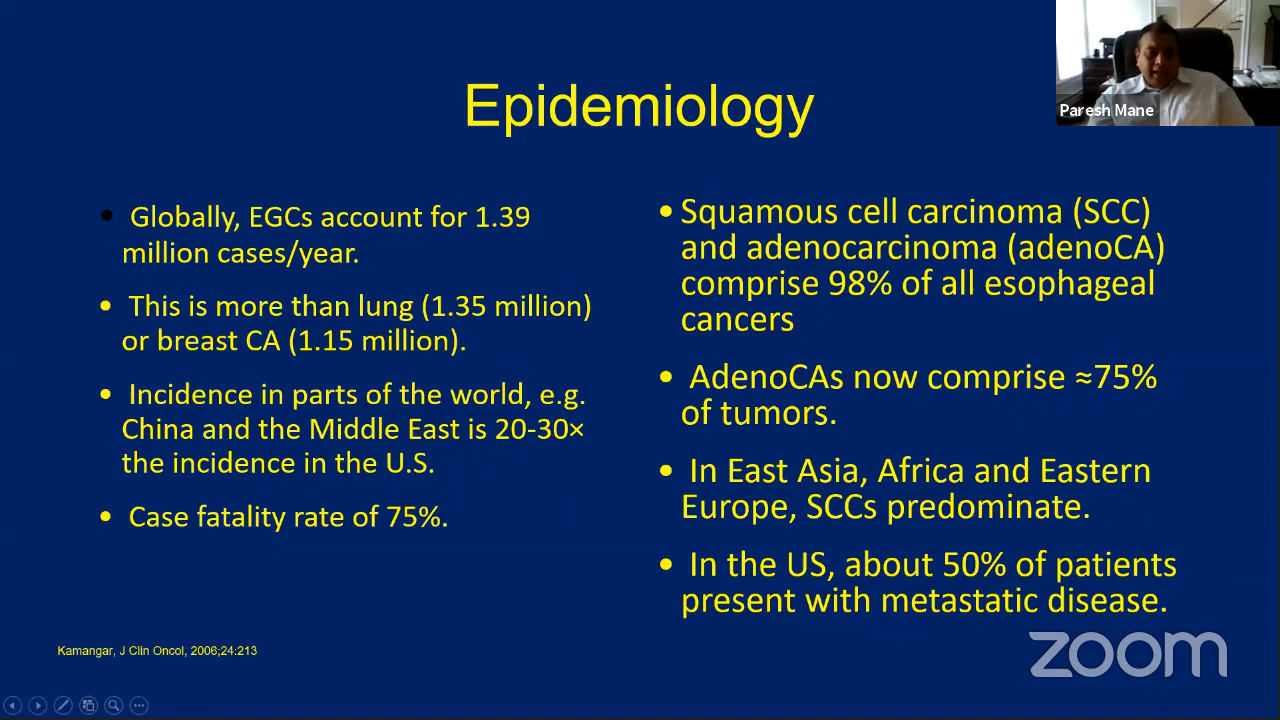 Epidemiology
Paresh Mane
• Globally, EGCs account for 1.39
million cases/year.
• This is more than lung (1.35 million)
or breast CA (1.15 million).
• Incidence in parts of the world, e.g.
China and the Middle East is 20-30×
the incidence in the U.S.
• Case fatality rate of 75%.
• Squamous cell carcinoma (SCC)
and adenocarcinoma (adenoCA)
comprise 98% of all esophageal
cancers
• AdenoCAs now comprise ≈75%
of tumors.
• In East Asia, Africa and Eastern
Europe, SCCs predominate.
• In the US, about 50% of patients
present with metastatic disease.
Kamangar, J Clin Oncol, 2006;24:213
zoom